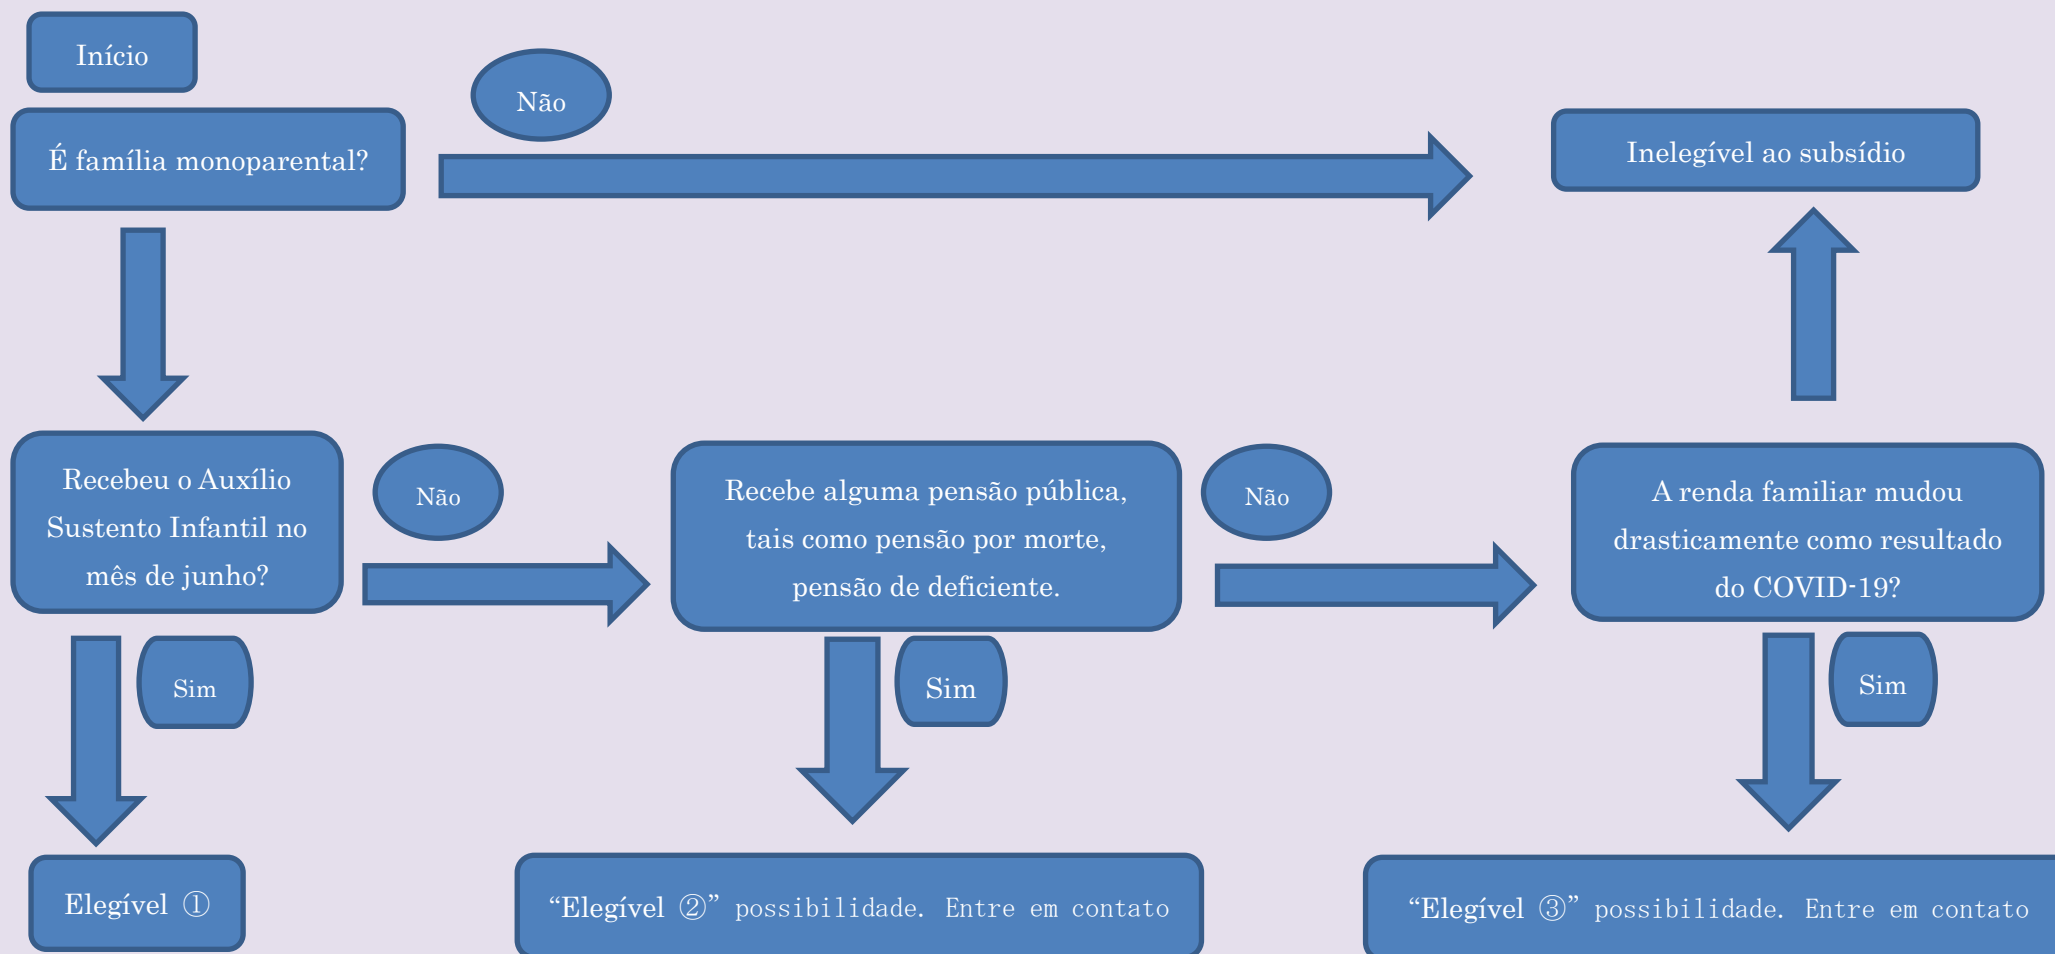 Início
Não
É família monoparental?
Inelegível ao subsídio
Recebeu o Auxílio
Sustento Infantil no
mês de junho?
Não
Recebe alguma pensão pública,
tais como pensão por morte,
pensão de deficiente.
Não
A renda familiar mudou
drasticamente como resultado
do COVID-19?
Sim
Sim
Sim
Elegível ①
“Elegível ②” possibilidade. Entre em contato
“Elegível ③” possibilidade. Entre em contato